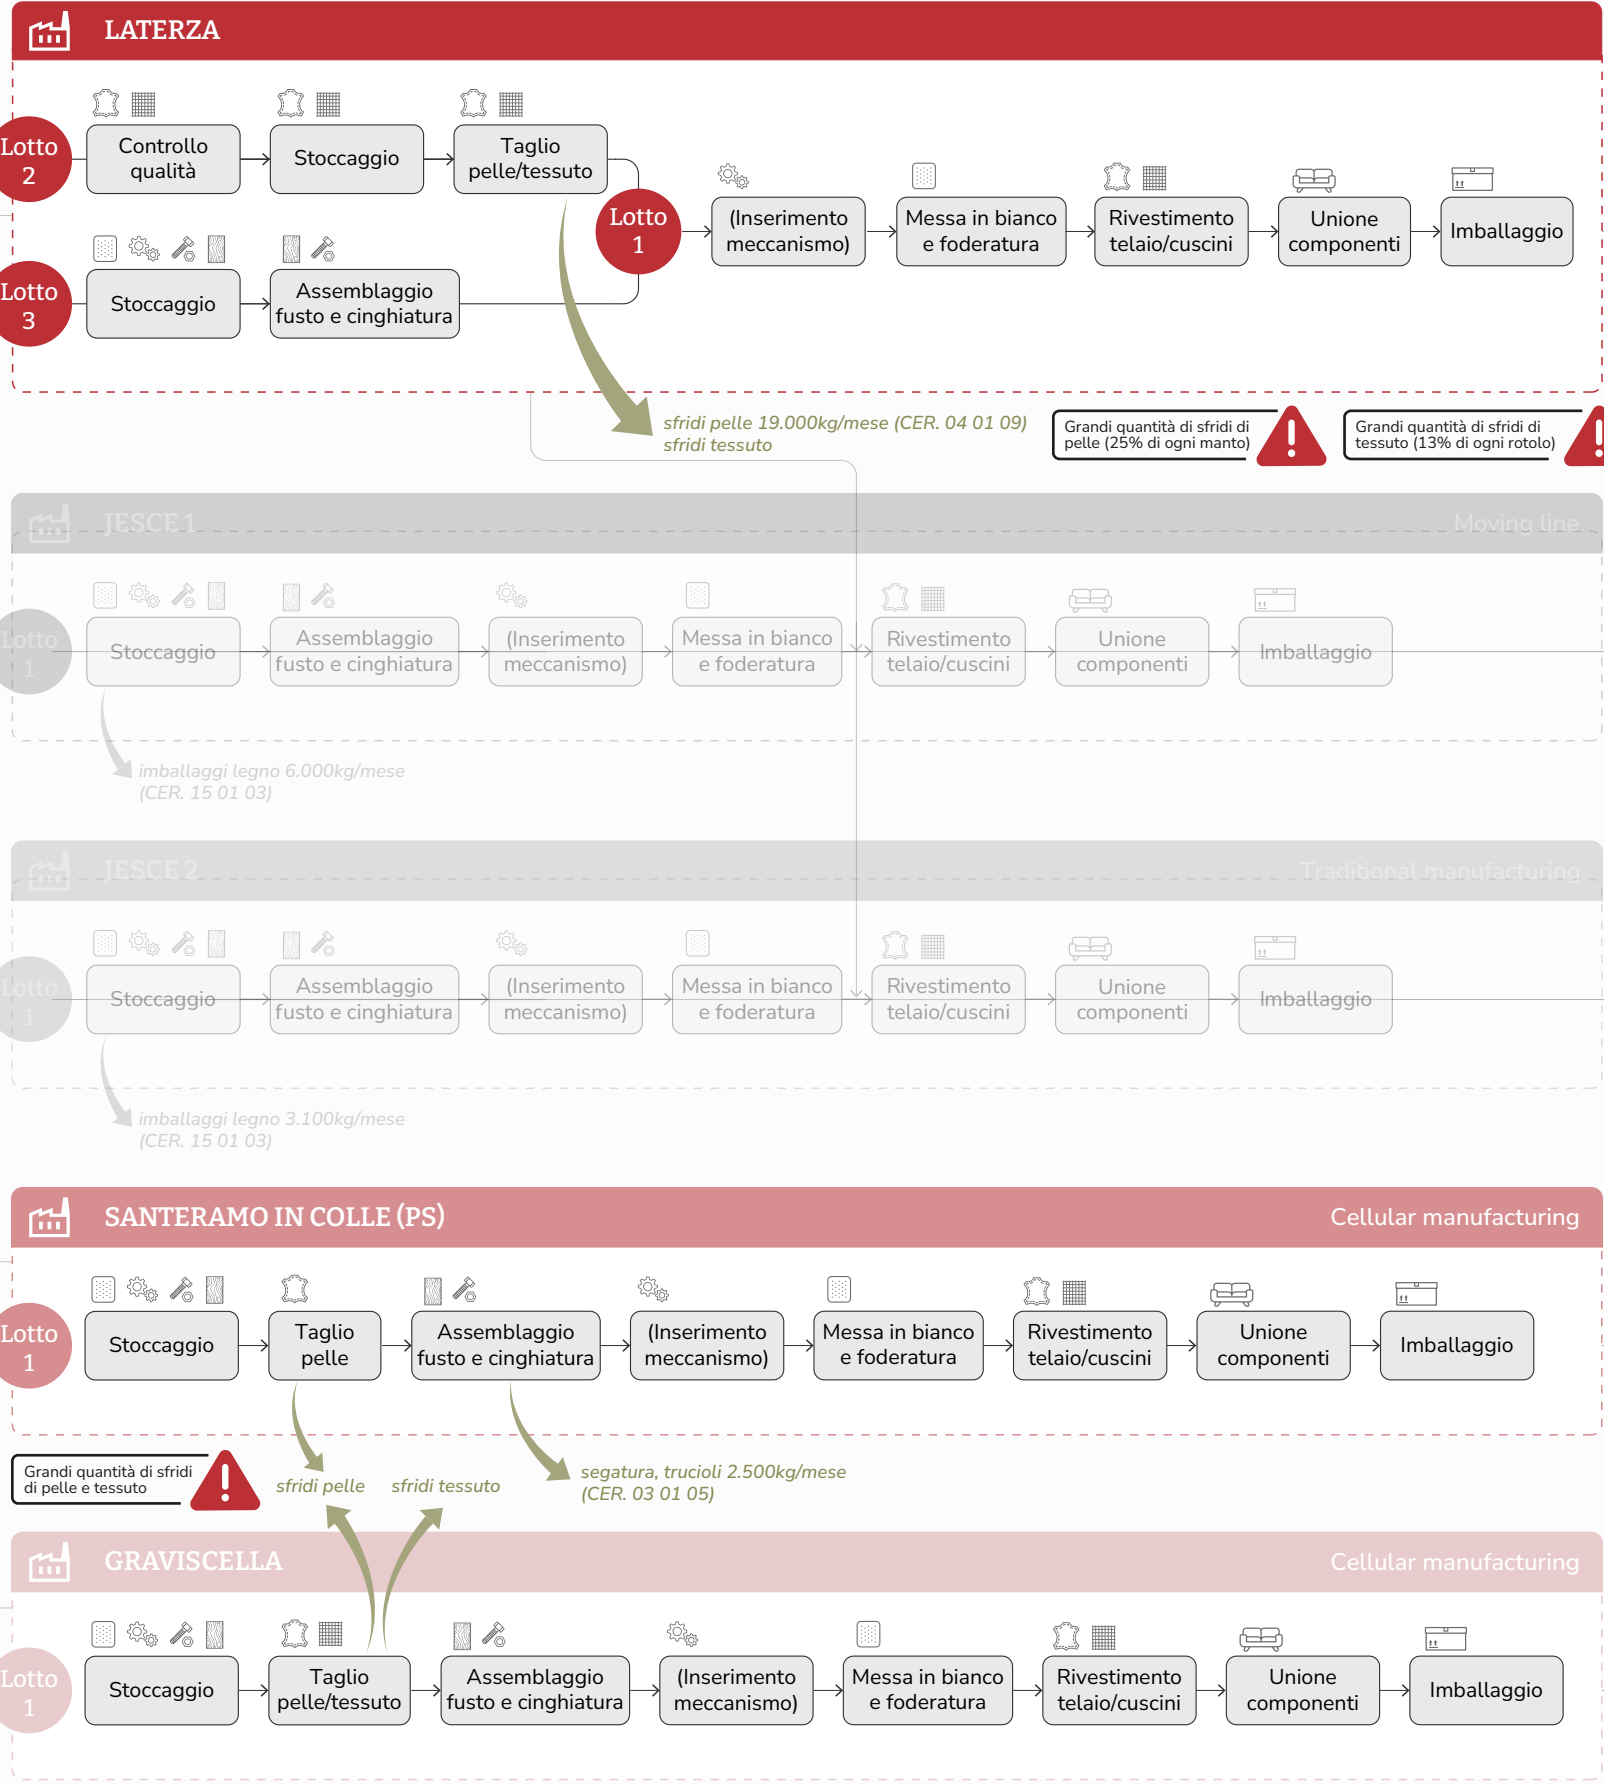 LATERZA
Lotto
2
Controllo
qualità
Stoccaggio
Taglio
pelle/tessuto
Lotto
3
Stoccaggio
Assemblaggio
fusto e cinghiatura
Lotto
1
(Inserimento
meccanismo)
Messa in bianco
e foderatura
Rivestimento
telaio/cuscini
Unione
componenti
Imballaggio
sfridi pelle 19.000kg/mese (CER. 04 01 09)
sfridi tessuto
Grandi quantità di sfridi di
pelle (25% di ogni manto)
Grandi quantità di sfridi di
tessuto (13% di ogni rotolo)
JESCE 1
Moving line
Lotto
1
Stoccaggio
Assemblaggio
fusto e cinghiatura
(Inserimento
meccanismo)
Messa in bianco
e foderatura
Rivestimento
telaio/cuscini
Unione
componenti
Imballaggio
imballaggi legno 6.000kg/mese
(CER. 15 01 03)
JESCE 2
Traditional manufacturing
Lotto
1
Stoccaggio
Assemblaggio
fusto e cinghiatura
(Inserimento
meccanismo)
Messa in bianco
e foderatura
Rivestimento
telaio/cuscini
Unione
componenti
Imballaggio
imballaggi legno 3.100kg/mese
(CER. 15 01 03)
SANTERAMO IN COLLE (PS)
Cellular manufacturing
Lotto
1
Stoccaggio
Taglio
pelle
Assemblaggio
fusto e cinghiatura
(Inserimento
meccanismo)
Messa in bianco
e foderatura
Rivestimento
telaio/cuscini
Unione
componenti
Imballaggio
Grandi quantità di sfridi
di pelle e tessuto
sfridi pelle
sfridi tessuto
segatura, trucioli 2.500kg/mese
(CER. 03 01 05)
GRAVISCELLA
Cellular manufacturing
Lotto
1
Stoccaggio
Taglio
pelle/tessuto
Assemblaggio
fusto e cinghiatura
(Inserimento
meccanismo)
Messa in bianco
e foderatura
Rivestimento
telaio/cuscini
Unione
componenti
Imballaggio